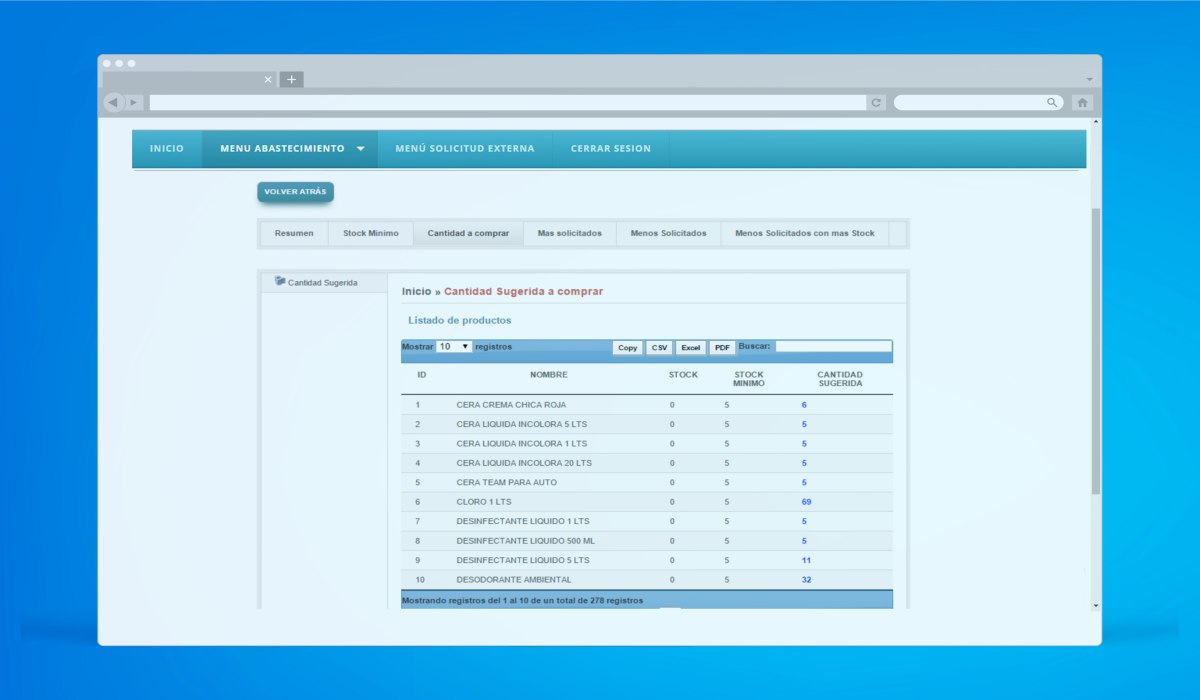 INICIO MENU ABASTECIMIENTO MENÚ SOLICITUD EXTERNA CERRAR SESION
VOLVER ATRÁS
Resumen Stock Minimo Cantidad a comprar Mas solicitados Menos Solicitados Menos Solicitados con mas Stock
Cantidad Sugerida
Inicio » Cantidad Sugerida a comprar
Listado de productos
Mostrar 10 registros Copy CSV Excel PDF Buscar:
ID NOMBRE STOCK STOCK MINIMO CANTIDAD SUGERIDA
1 CERA CREMA CHICA ROJA 0 5 6
2 CERA LIQUIDA INCOLORA 5 LTS 0 5 5
3 CERA LIQUIDA INCOLORA 1 LTS 0 5 5
4 CERA LIQUIDA INCOLORA 20 LTS 0 5 5
5 CERA TEAM PARA AUTO 0 5 5
6 CLORO 1 LTS 0 5 69
7 DESINFECTANTE LIQUIDO 1 LTS 0 5 5
8 DESINFECTANTE LIQUIDO 500 ML 0 5 5
9 DESINFECTANTE LIQUIDO 5 LTS 0 5 11
10 DESODORANTE AMBIENTAL 0 5 32
Mostrando registros del 1 al 10 de un total de 278 registros